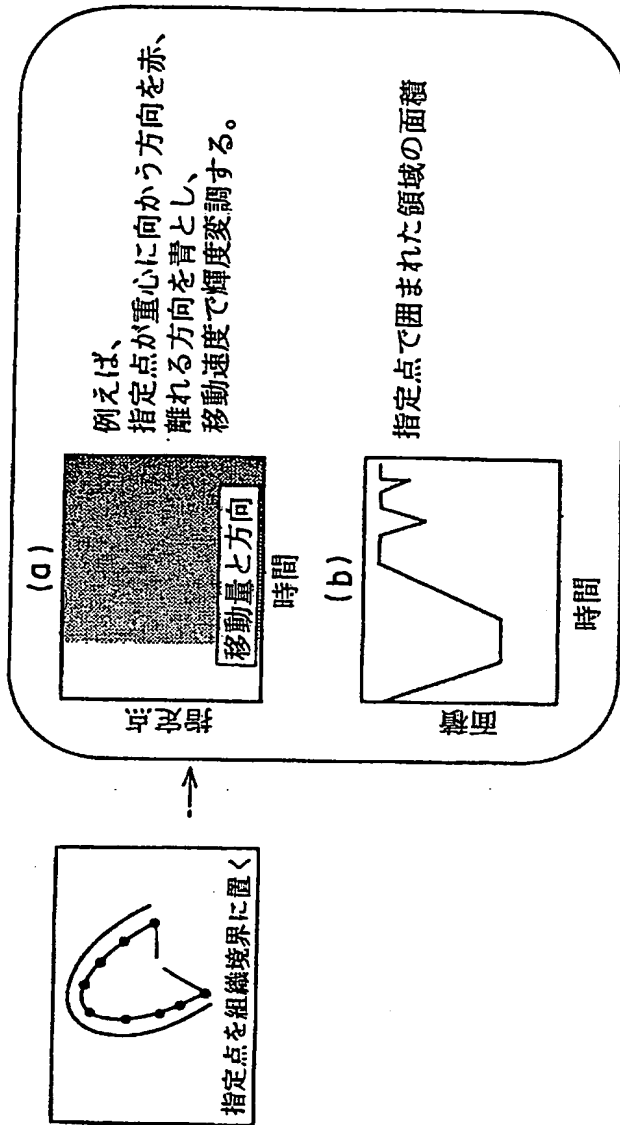 指定点を組織境界に置く
(a)
指定点
移動量と方向
時間
例えば、
指定点が重心に向かう方向を赤、
離れる方向を青とし、
移動速度で輝度変調する。
(b)
面積
時間
指定点で囲まれた領域の面積